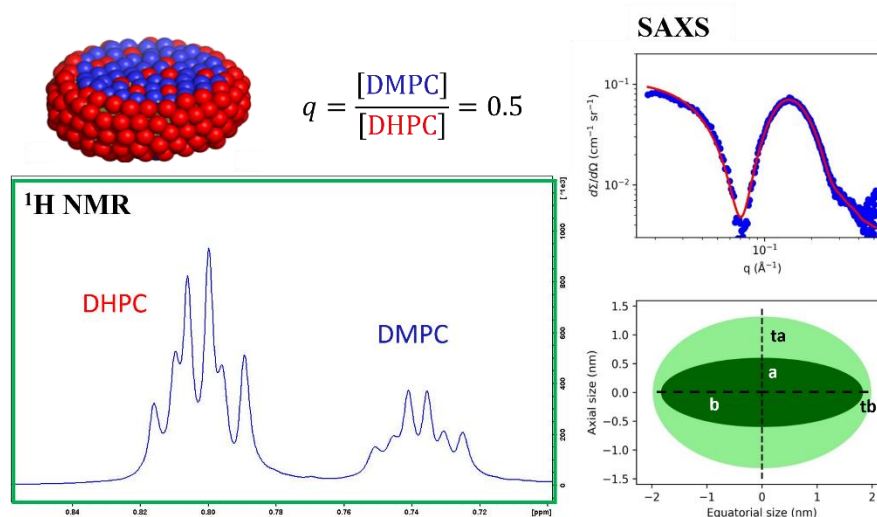 SAXS
q = [DMPC] / [DHPC] = 0.5
¹H NMR
DHPC
DMPC
[*1e3]
1000
800
600
400
200
0
0.84 0.82 0.80 0.78 0.76 0.74 0.72 [ppm]
10⁻¹
10⁻²
dΣ/dΩ (cm⁻¹ sr⁻¹)
10⁻¹
q (Å⁻¹)
1.5
1.0
0.5
0.0
−0.5
−1.0
−1.5
Axial size (nm)
ta
a
b
tb
−2 −1 0 1 2
Equatorial size (nm)